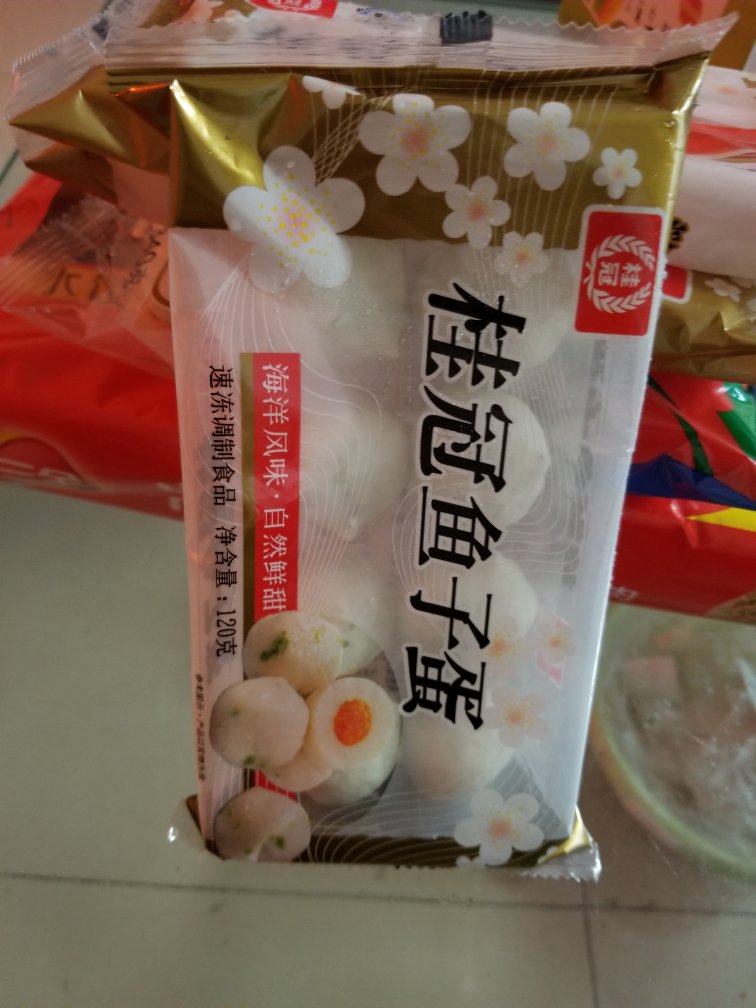 桂冠
桂冠鱼子蛋
海洋风味·自然鲜甜
速冻调制食品 净含量:120克